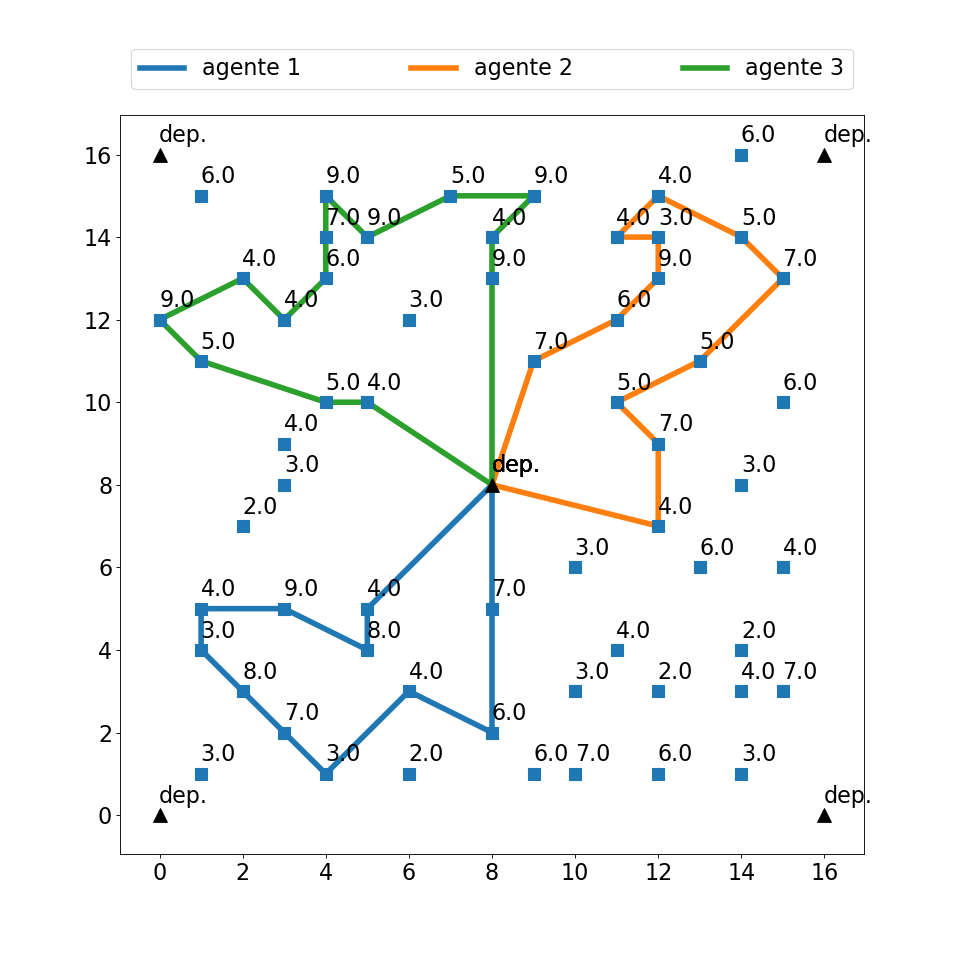 agente 1 agente 2 agente 3
dep. 6.0 dep.
16
6.0 9.0 5.0 9.0 4.0
7.0 9.0 4.0 4.0 3.0 5.0
14
4.0 6.0 9.0 9.0 7.0
9.0 4.0 3.0 6.0
12
5.0 7.0 5.0
5.0 4.0 5.0 6.0
10
4.0 7.0
3.0 dep. 3.0
8
2.0 4.0
3.0 6.0 4.0
6
4.0 9.0 4.0 7.0
3.0 8.0 4.0 2.0
4
8.0 4.0 3.0 2.0 4.0 7.0
7.0 6.0
2
3.0 3.0 2.0 6.0 7.0 6.0 3.0
dep. dep.
0
0 2 4 6 8 10 12 14 16